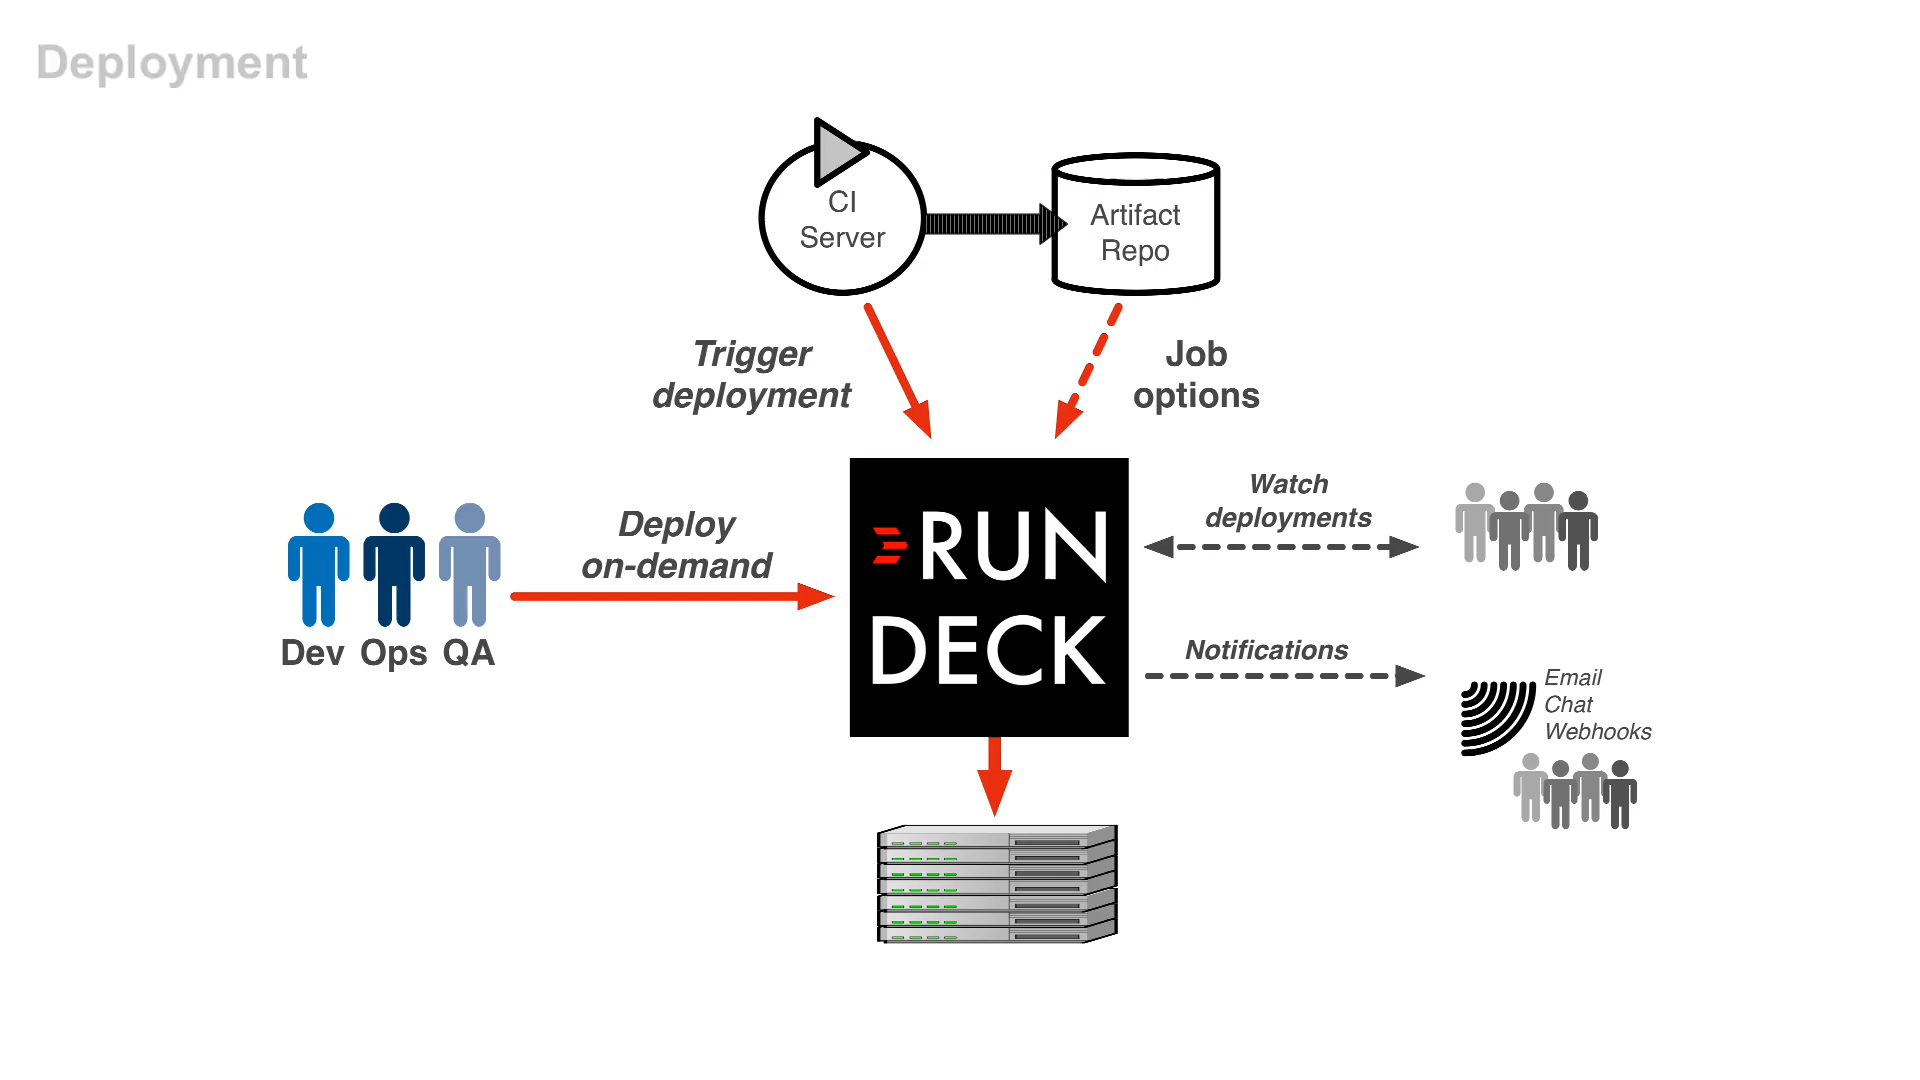 Deployment
CI
Server
Artifact
Repo
Trigger
deployment
Job
options
Deploy
on-demand
Dev Ops QA
RUN
DECK
Watch
deployments
Notifications
Email
Chat
Webhooks